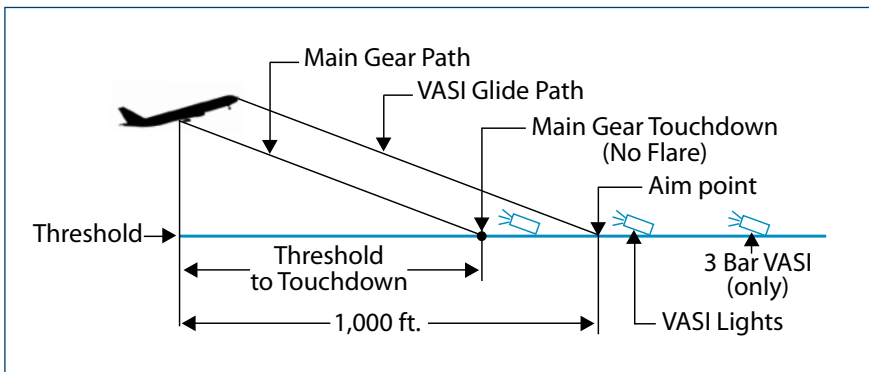 Main Gear Path
VASI Glide Path
Main Gear Touchdown
(No Flare)
Aim point
Threshold
Threshold
to Touchdown
3 Bar VASI
(only)
1,000 ft.
VASI Lights